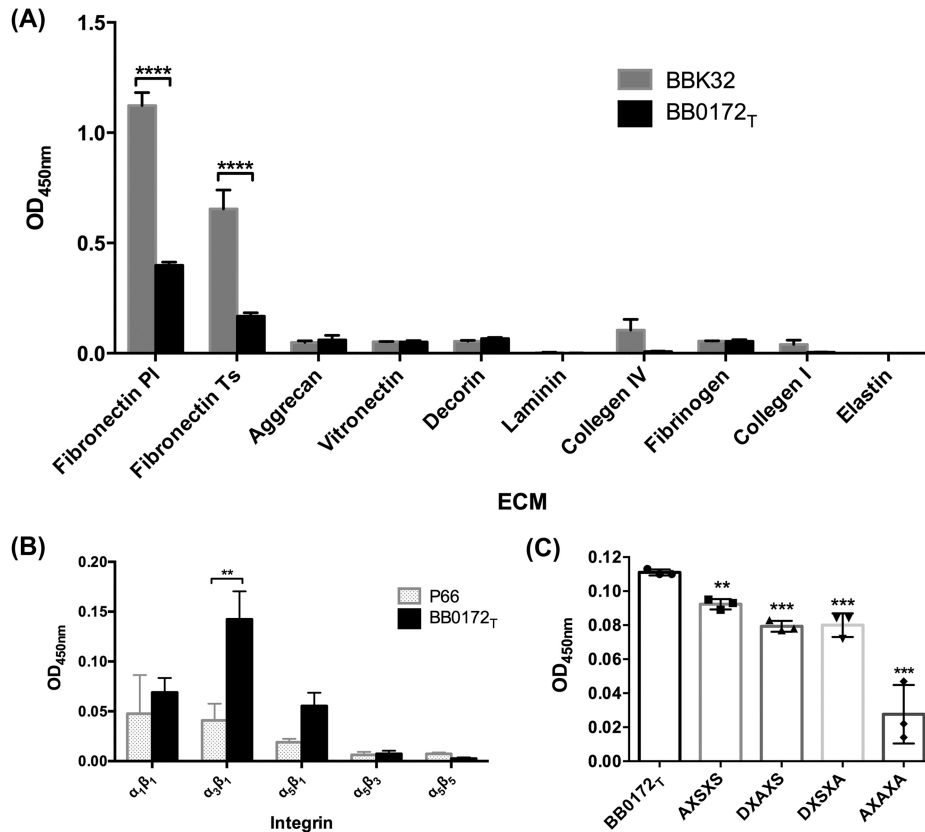 (A)
OD450nm
1.5
1.0
0.5
0.0
****
****
BBK32
BB0172T
Fibronectin Pl
Fibronectin Ts
Aggrecan
Vitronectin
Decorin
Laminin
Collegen IV
Fibrinogen
Collegen I
Elastin
ECM
(B)
OD450nm
0.20
0.15
0.10
0.05
0.00
**
P66
BB0172T
α1β1
α3β1
α5β1
α5β3
α5β5
Integrin
(C)
OD450nm
0.12
0.10
0.08
0.06
0.04
0.02
0.00
**
***
***
***
BB0172T
AXSXS
DXAXS
DXSXA
AXAXA